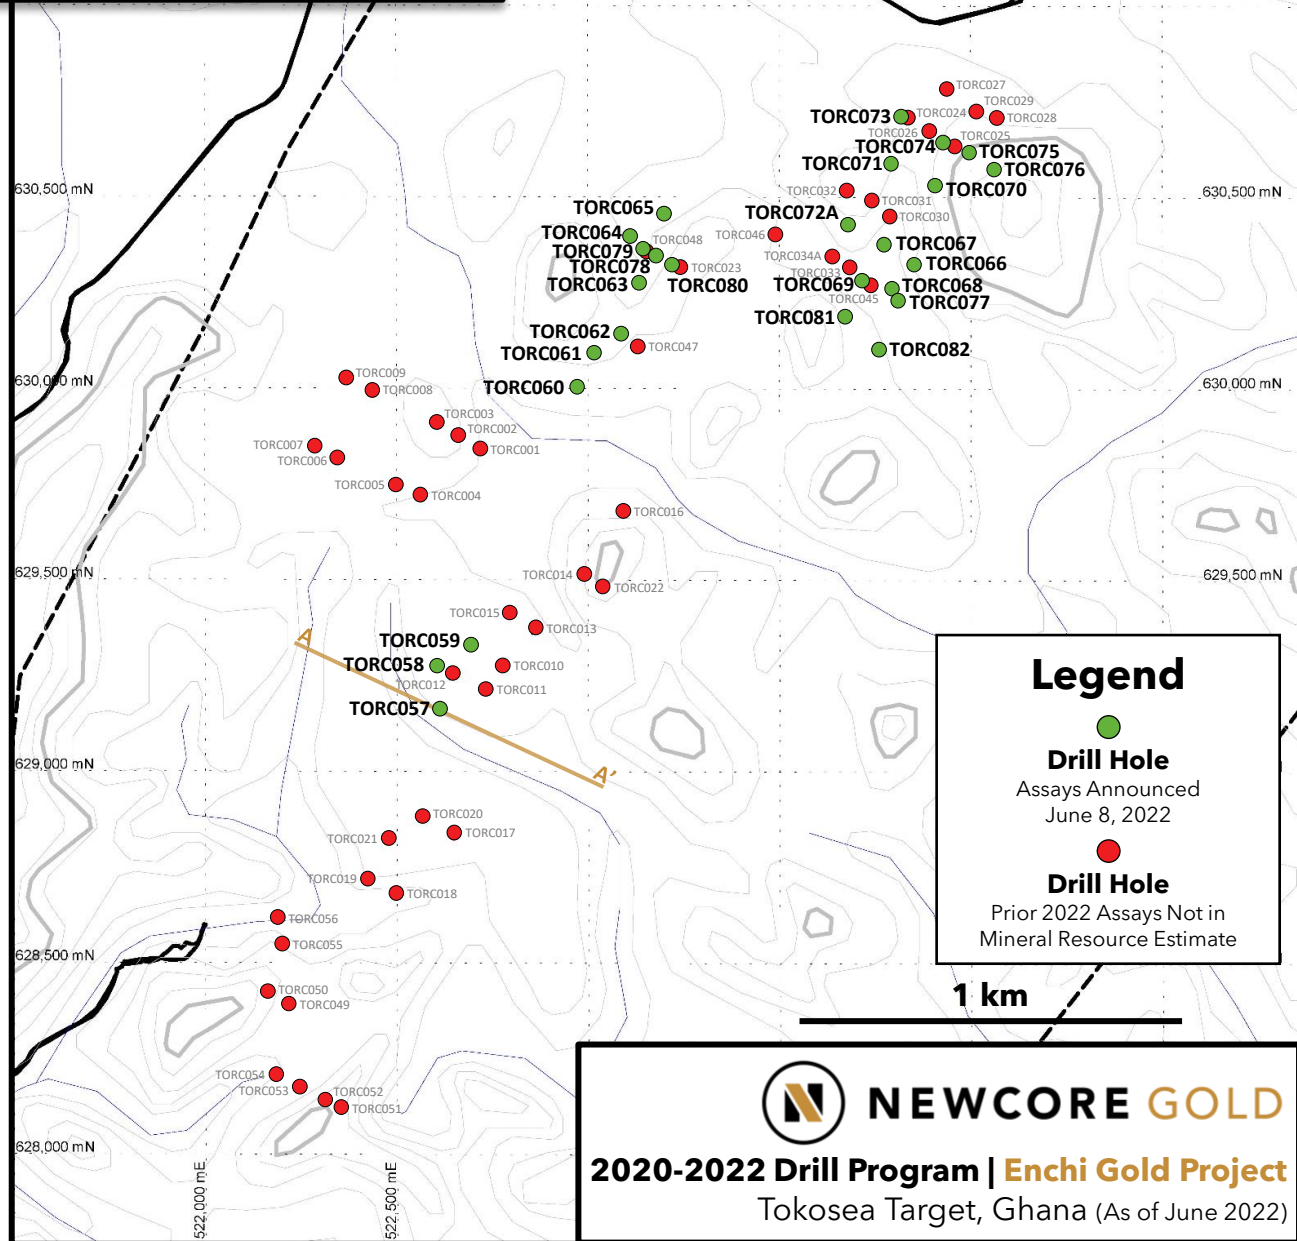 TORC027
TORC029
TORC073
TORC024
TORC028
TORC026
TORC025
TORC074
TORC075
TORC071
TORC076
630,500 mN
TORC032
TORC070
630,500 mN
TORC031
TORC065
TORC072A
TORC030
TORC064
TORC046
TORC048
TORC067
TORC079
TORC034A
TORC078
TORC023
TORC033
TORC066
TORC063
TORC080
TORC069
TORC068
TORC045
TORC077
TORC081
TORC062
TORC047
TORC061
TORC082
630,000 mN
TORC009
TORC008
TORC060
630,000 mN
TORC003
TORC002
TORC007
TORC001
TORC006
TORC005
TORC004
TORC016
629,500 mN
TORC014
TORC022
629,500 mN
TORC015
TORC013
A
TORC059
TORC058
TORC010
TORC012
TORC011
TORC057
629,000 mN
A'
TORC020
TORC021
TORC017
TORC019
TORC018
TORC056
TORC055
628,500 mN
TORC050
TORC049
TORC054
TORC053
TORC052
TORC051
628,000 mN
522,000 mE
522,500 mE
Legend
Drill Hole
Assays Announced
June 8, 2022
Drill Hole
Prior 2022 Assays Not in
Mineral Resource Estimate
1 km
N NEWCORE GOLD
2020-2022 Drill Program | Enchi Gold Project
Tokosea Target, Ghana (As of June 2022)